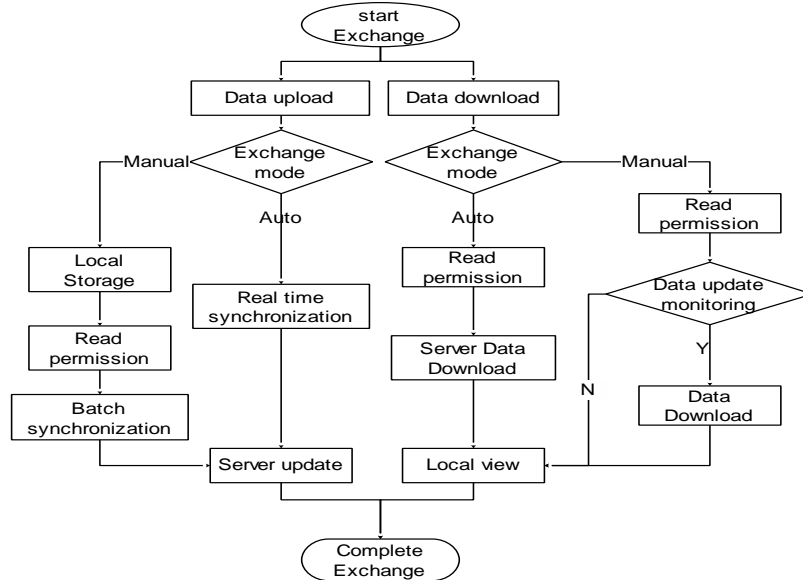 start
Exchange
Data upload
Data download
Manual
Exchange
mode
Exchange
mode
Manual
Auto
Auto
Read
permission
Local
Storage
Read
permission
Data update
monitoring
Real time
synchronization
Read
permission
Server Data
Download
Y
N
Data
Download
Batch
synchronization
Server update
Local view
Complete
Exchange